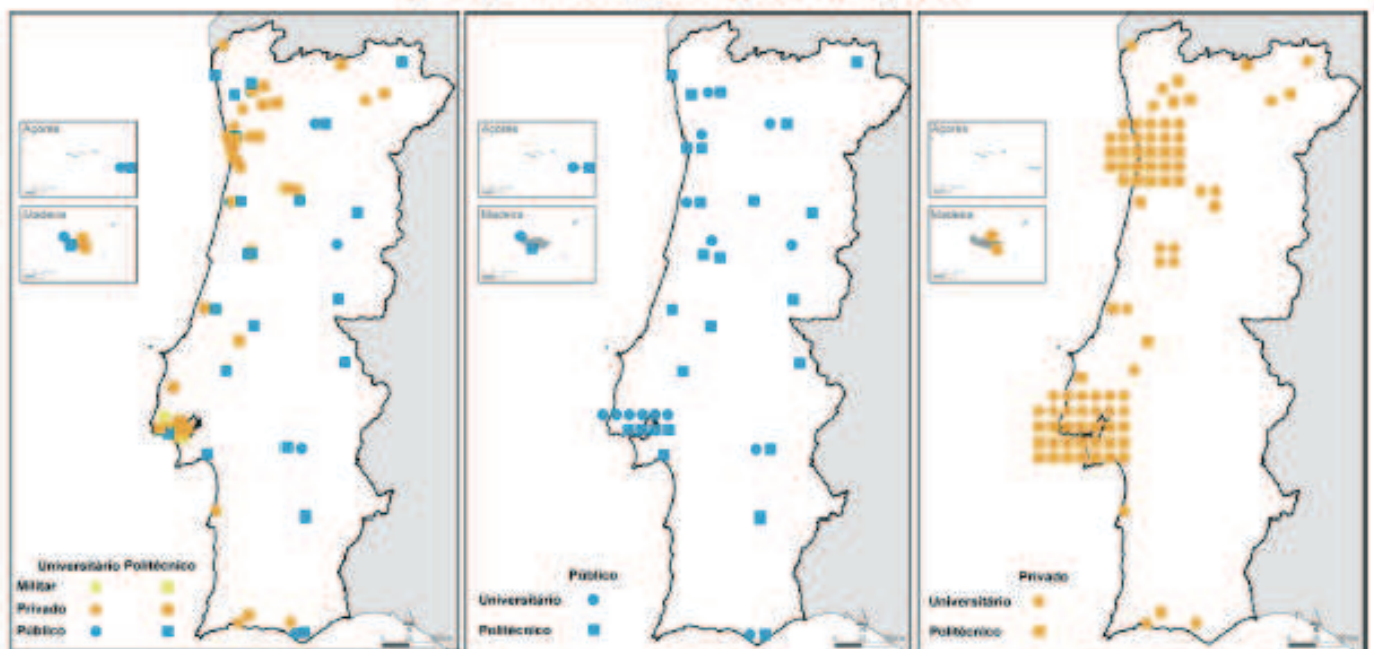 Açores
Madeira
Universitário Politécnico
Militar
Privado
Público
Açores
Madeira
Público
Universitário
Politécnico
Açores
Madeira
Privado
Universitário
Politécnico